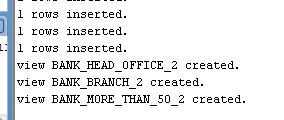 1 rows inserted.
1 rows inserted.
1 rows inserted.
view BANK_HEAD_OFFICE_2 created.
view BANK_BRANCH_2 created.
view BANK_MORE_THAN_50_2 created.